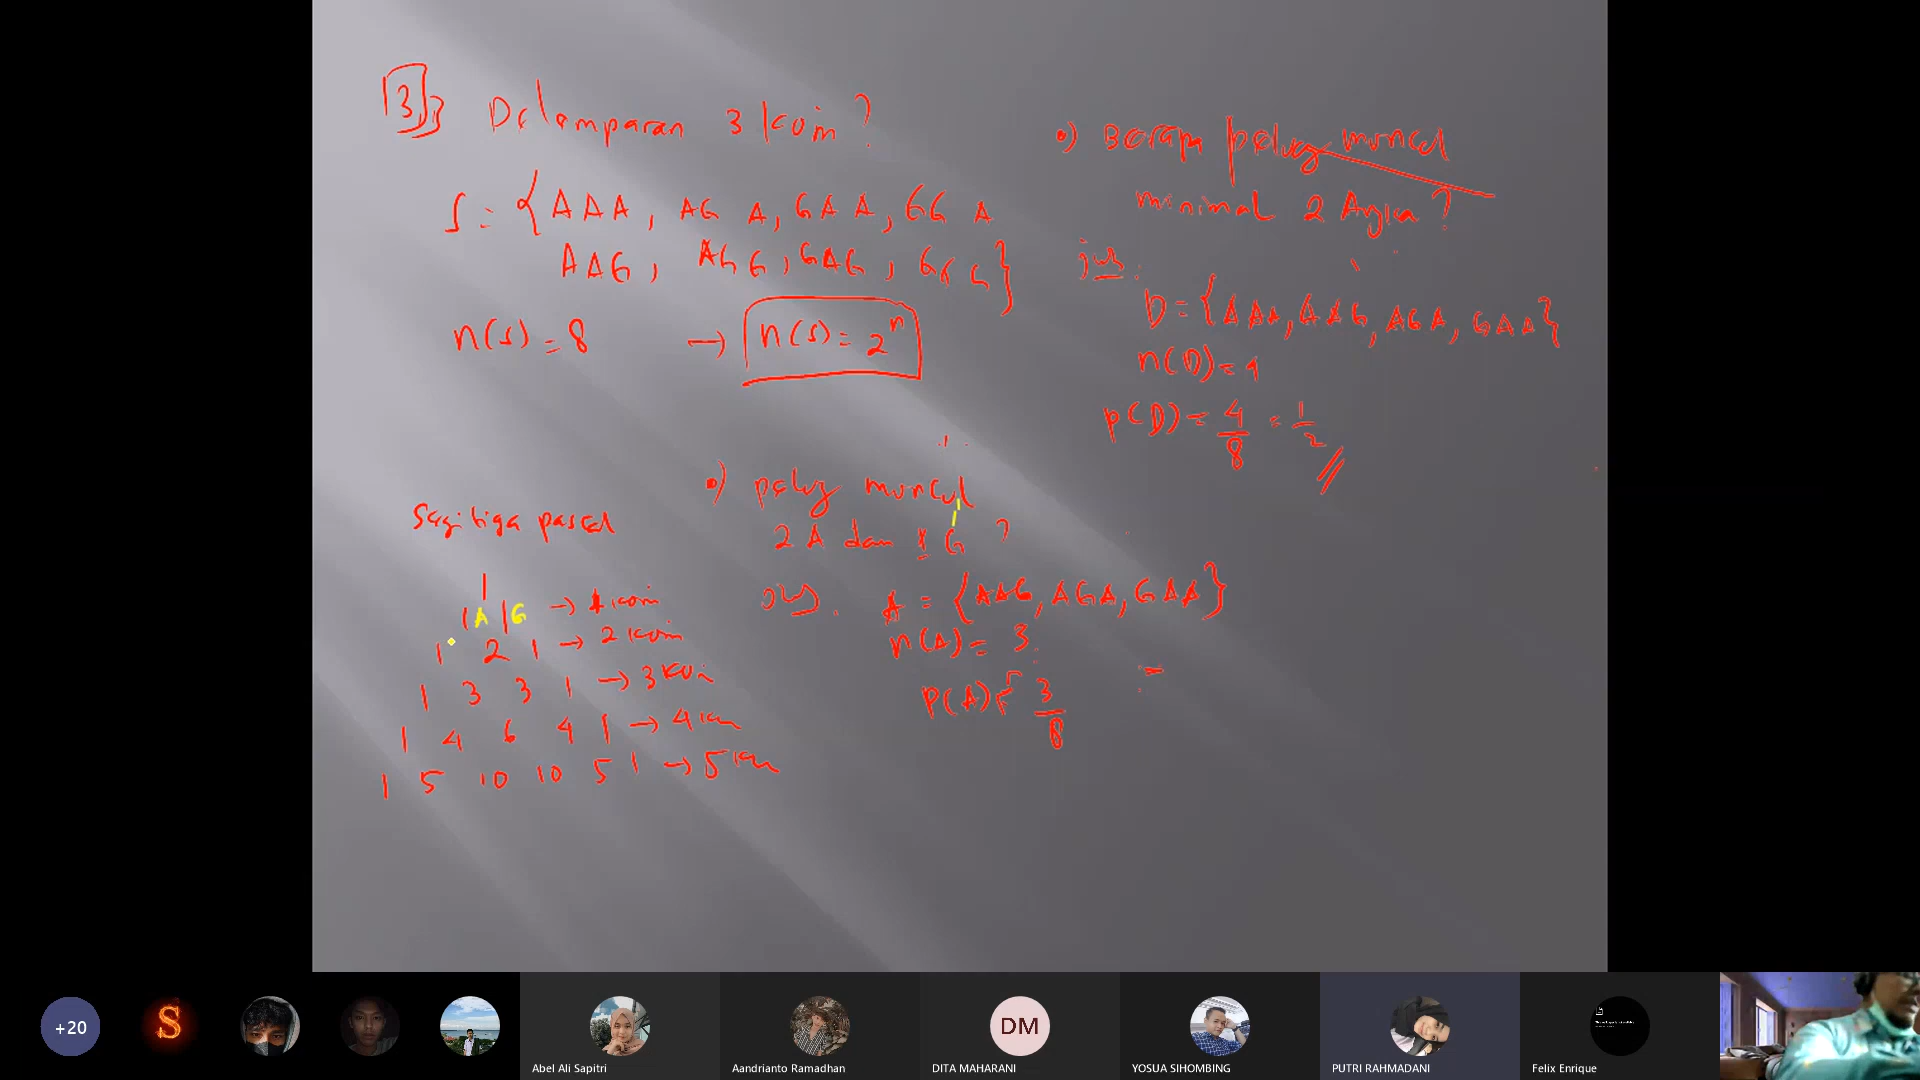 3
Pelemparan 3 koin?
S = {AAA, AGA, GAA, GGA
AAG, AGG, GAG, GGG}
n(S) = 8 → n(S) = 2ⁿ
•) Berapa peluang muncul
minimal 2 Angka?
jwb.
D = {AAA, AAG, AGA, GAA}
n(D) = 4
P(D) = 4/8 = 1/2 //
•) peluang muncul
2 A dan 1 G ?
jwb.
A = {AAG, AGA, GAA}
n(A) = 3
P(A) = 3/8 =
Segitiga pascal
1
1 A 1 G → 1 koin
1 2 1 → 2 koin
1 3 3 1 → 3 koin
1 4 6 4 1 → 4 koin
1 5 10 10 5 1 → 5 koin
+20
S
DM
Abel Ali Sapitri
Aandrianto Ramadhan
DITA MAHARANI
YOSUA SIHOMBING
PUTRI RAHMADANI
Felix Enrique